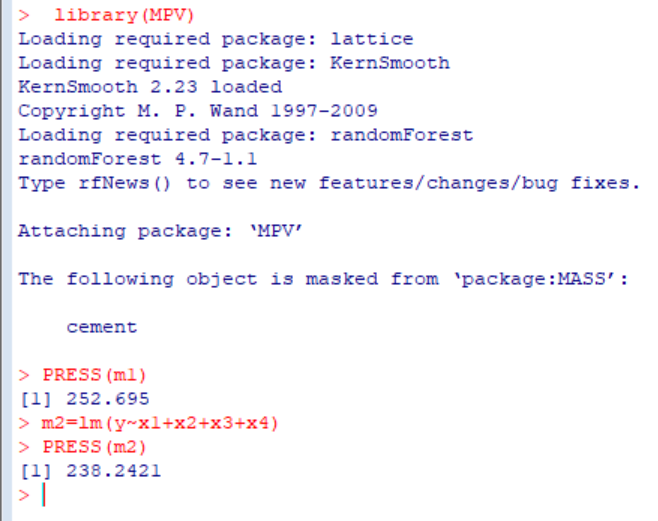 >  library(MPV)
Loading required package: lattice
Loading required package: KernSmooth
KernSmooth 2.23 loaded
Copyright M. P. Wand 1997-2009
Loading required package: randomForest
randomForest 4.7-1.1
Type rfNews() to see new features/changes/bug fixes.
Attaching package: ‘MPV’
The following object is masked from ‘package:MASS’:
    cement
> PRESS(m1)
[1] 252.695
> m2=lm(y~x1+x2+x3+x4)
> PRESS(m2)
[1] 238.2421
>